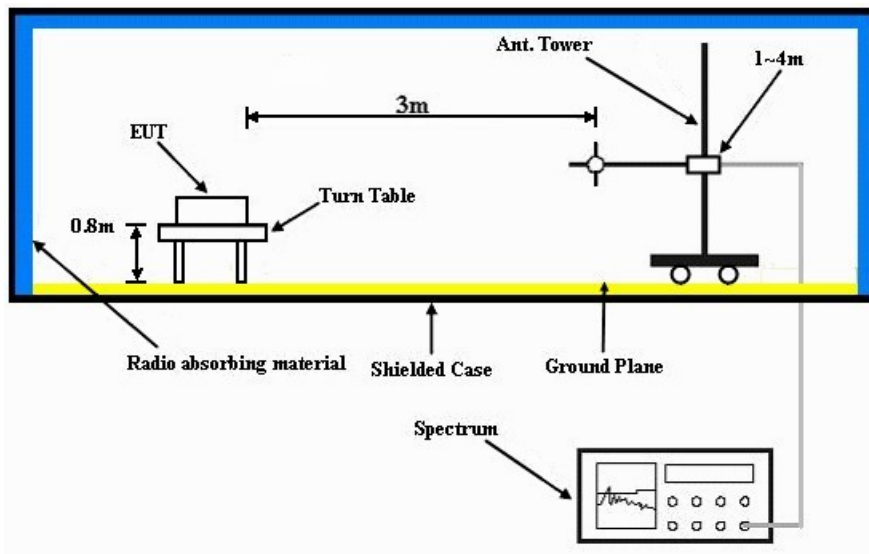 Ant. Tower
1~4m
3m
EUT
Turn Table
0.8m
Radio absorbing material
Shielded Case
Ground Plane
Spectrum